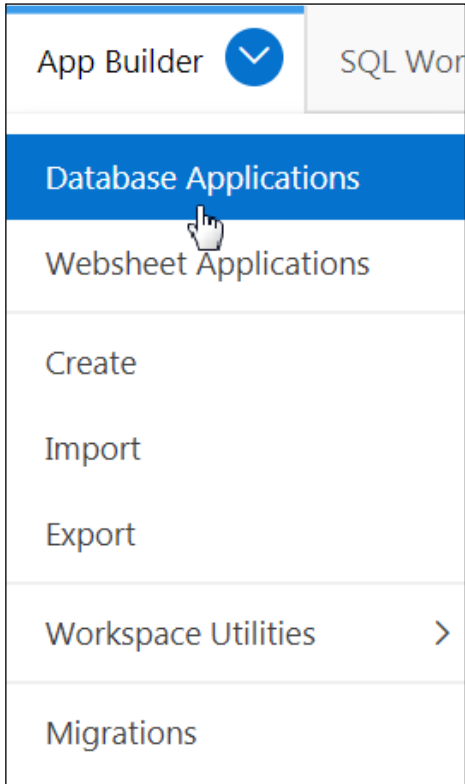 App Builder
SQL Wor
Database Applications
Websheet Applications
Create
Import
Export
Workspace Utilities
Migrations